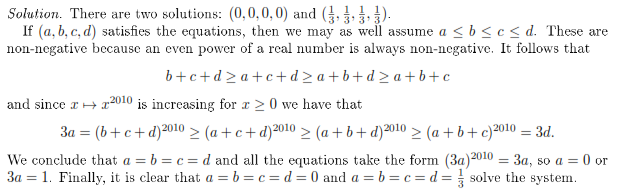 Solution. There are two solutions: (0, 0, 0, 0) and (1/3, 1/3, 1/3, 1/3).
If (a, b, c, d) satisfies the equations, then we may as well assume a ≤ b ≤ c ≤ d. These are
non-negative because an even power of a real number is always non-negative. It follows that
b + c + d ≥ a + c + d ≥ a + b + d ≥ a + b + c
and since x ↦ x^2010 is increasing for x ≥ 0 we have that
3a = (b + c + d)^2010 ≥ (a + c + d)^2010 ≥ (a + b + d)^2010 ≥ (a + b + c)^2010 = 3d.
We conclude that a = b = c = d and all the equations take the form (3a)^2010 = 3a, so a = 0 or
3a = 1. Finally, it is clear that a = b = c = d = 0 and a = b = c = d = 1/3 solve the system.